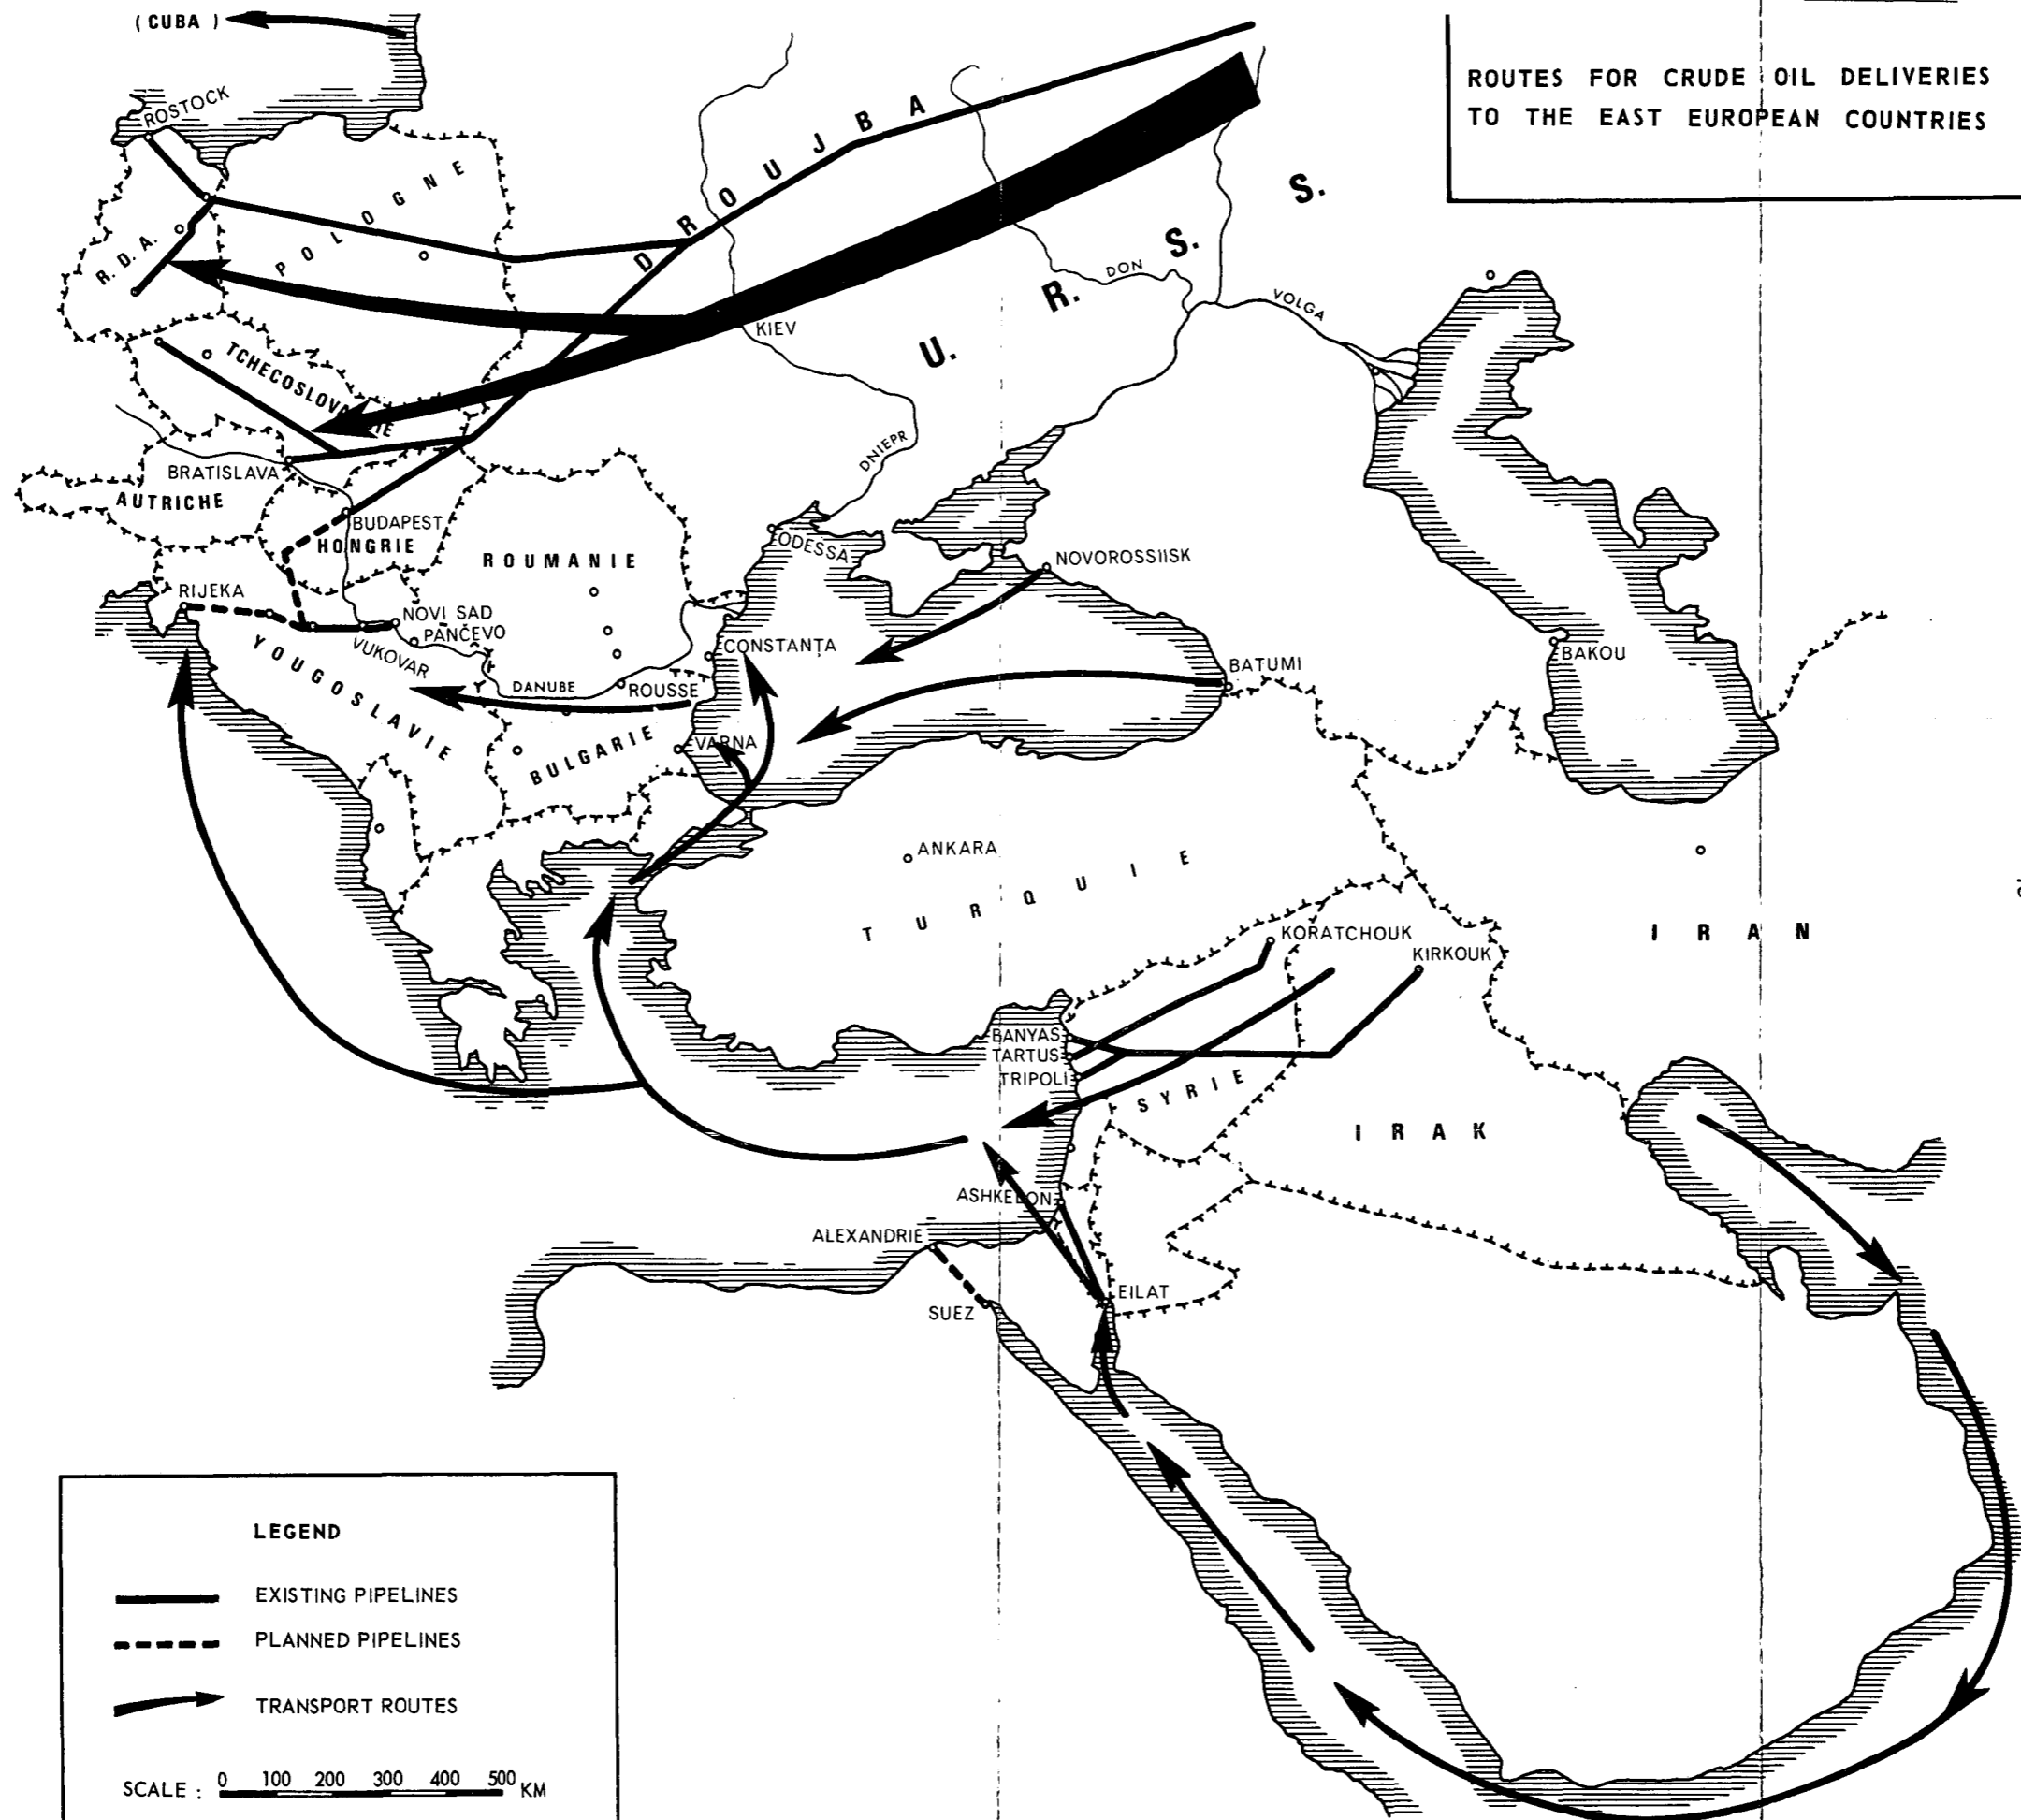 ( CUBA )
ROUTES FOR CRUDE OIL DELIVERIES
TO THE EAST EUROPEAN COUNTRIES
ROSTOCK
POLOGNE
DROUJBA
U. R. S. S.
R. D. A.
DON
VOLGA
KIEV
TCHECOSLOVAQUIE
DNIEPR
BRATISLAVA
AUTRICHE
BUDAPEST
HONGRIE
ROUMANIE
ODESSA
NOVOROSSIISK
RIJEKA
NOVI SAD
PANČEVO
VUKOVAR
CONSTANȚA
BATUMI
BAKOU
YOUGOSLAVIE
DANUBE
ROUSSE
VARNA
BULGARIE
ANKARA
TURQUIE
KORATCHOUK
KIRKOUK
IRAN
BANYAS
TARTUS
TRIPOLI
SYRIE
IRAK
ASHKELON
ALEXANDRIE
EILAT
SUEZ
LEGEND
EXISTING PIPELINES
PLANNED PIPELINES
TRANSPORT ROUTES
SCALE : 0 100 200 300 400 500 KM